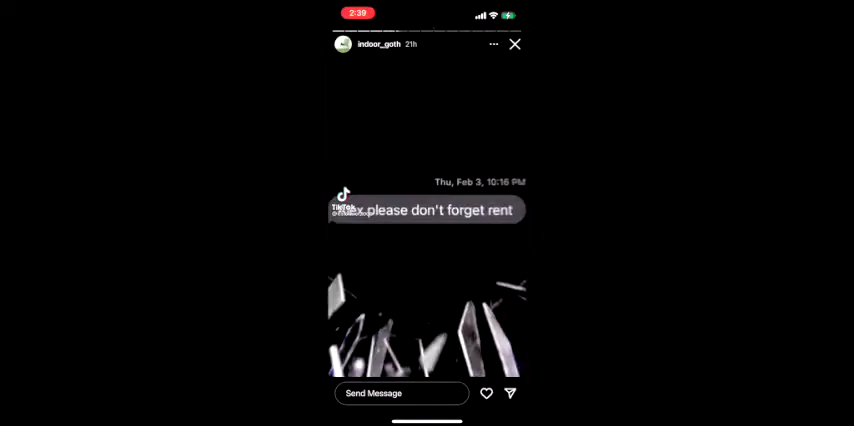 2:39
indoor_goth 21h
Thu, Feb 3, 10:16 PM
please don't forget rent
TikTok
Send Message